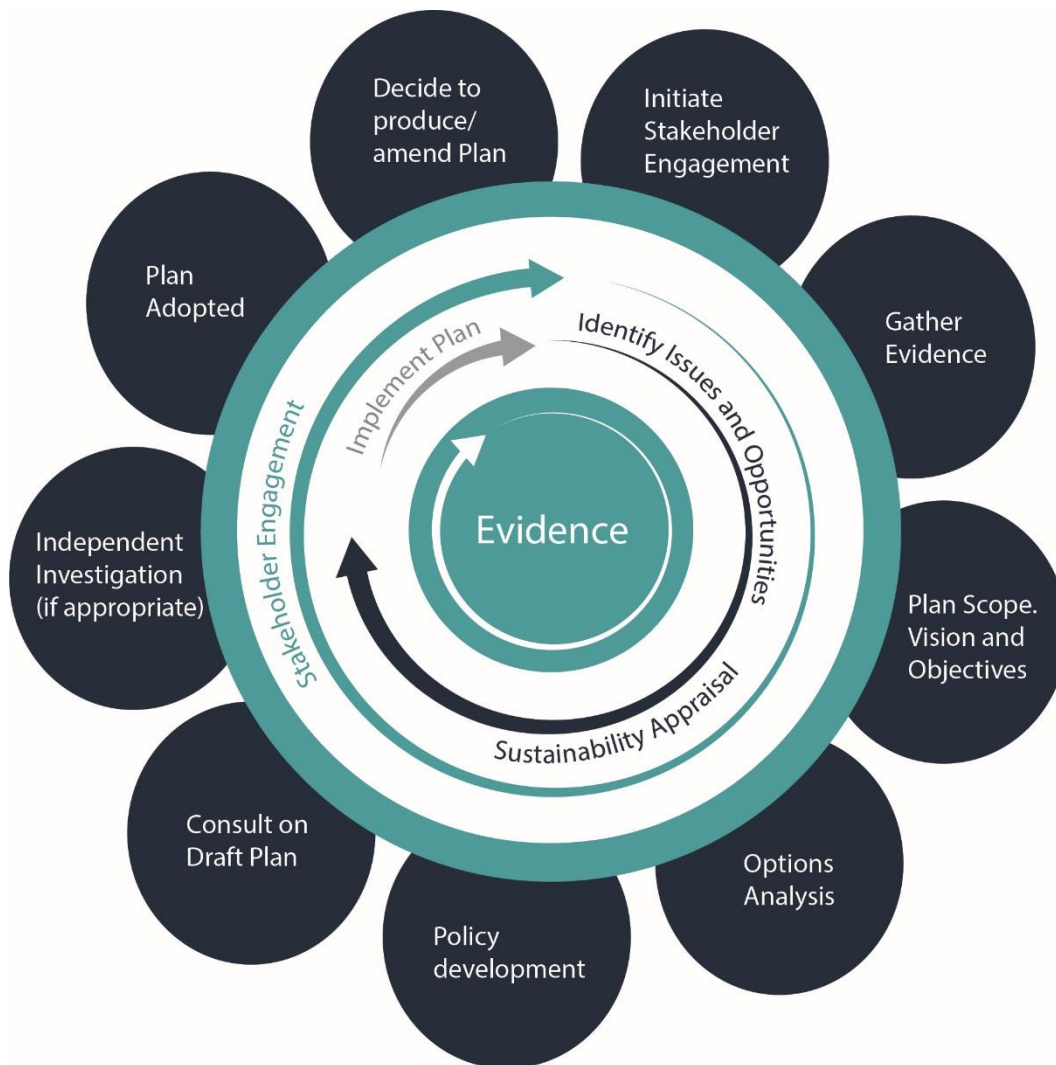 Decide to
produce/
amend Plan
Initiate
Stakeholder
Engagement
Gather
Evidence
Plan Scope.
Vision and
Objectives
Options
Analysis
Policy
development
Consult on
Draft Plan
Independent
Investigation
(if appropriate)
Plan
Adopted
Stakeholder Engagement
Implement Plan
Identify Issues and Opportunities
Sustainability Appraisal
Evidence